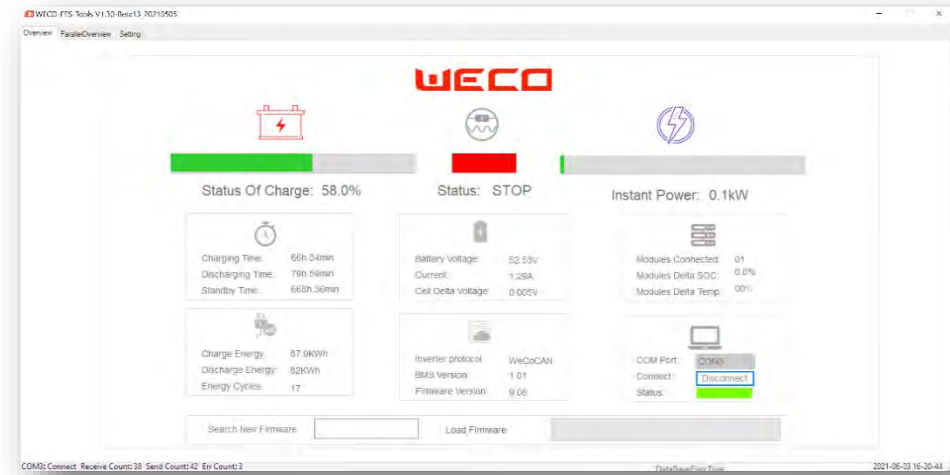 WECO-FES-Tools V1.30-Beta13-20210505
Overview ParallelOverview Setting
WECO
Status Of Charge: 58.0%
Status: STOP
Instant Power: 0.1kW
Charging Time: 66h 24min
Discharging Time: 79h 59min
Standby Time: 668h 36min
Battery Voltage: 52.53V
Current: 1.29A
Cell Delta Voltage: 0.005V
Modules Connected: 01
Modules Delta SOC: 0.0%
Modules Delta Temp:
Charge Energy: 87.9KWh
Discharge Energy: 82KWh
Energy Cycles: 17
Inverter protocol WeCoCAN
BMS Version: 1.01
Firmware Version: 9.06
COM Port: COM3
Connect: Disconnect
Status:
Search New Firmware
Load Firmware
COM3: Connect Receive Count: 38 Send Count: 42 Err Count: 3
2021-06-03 16-20-44